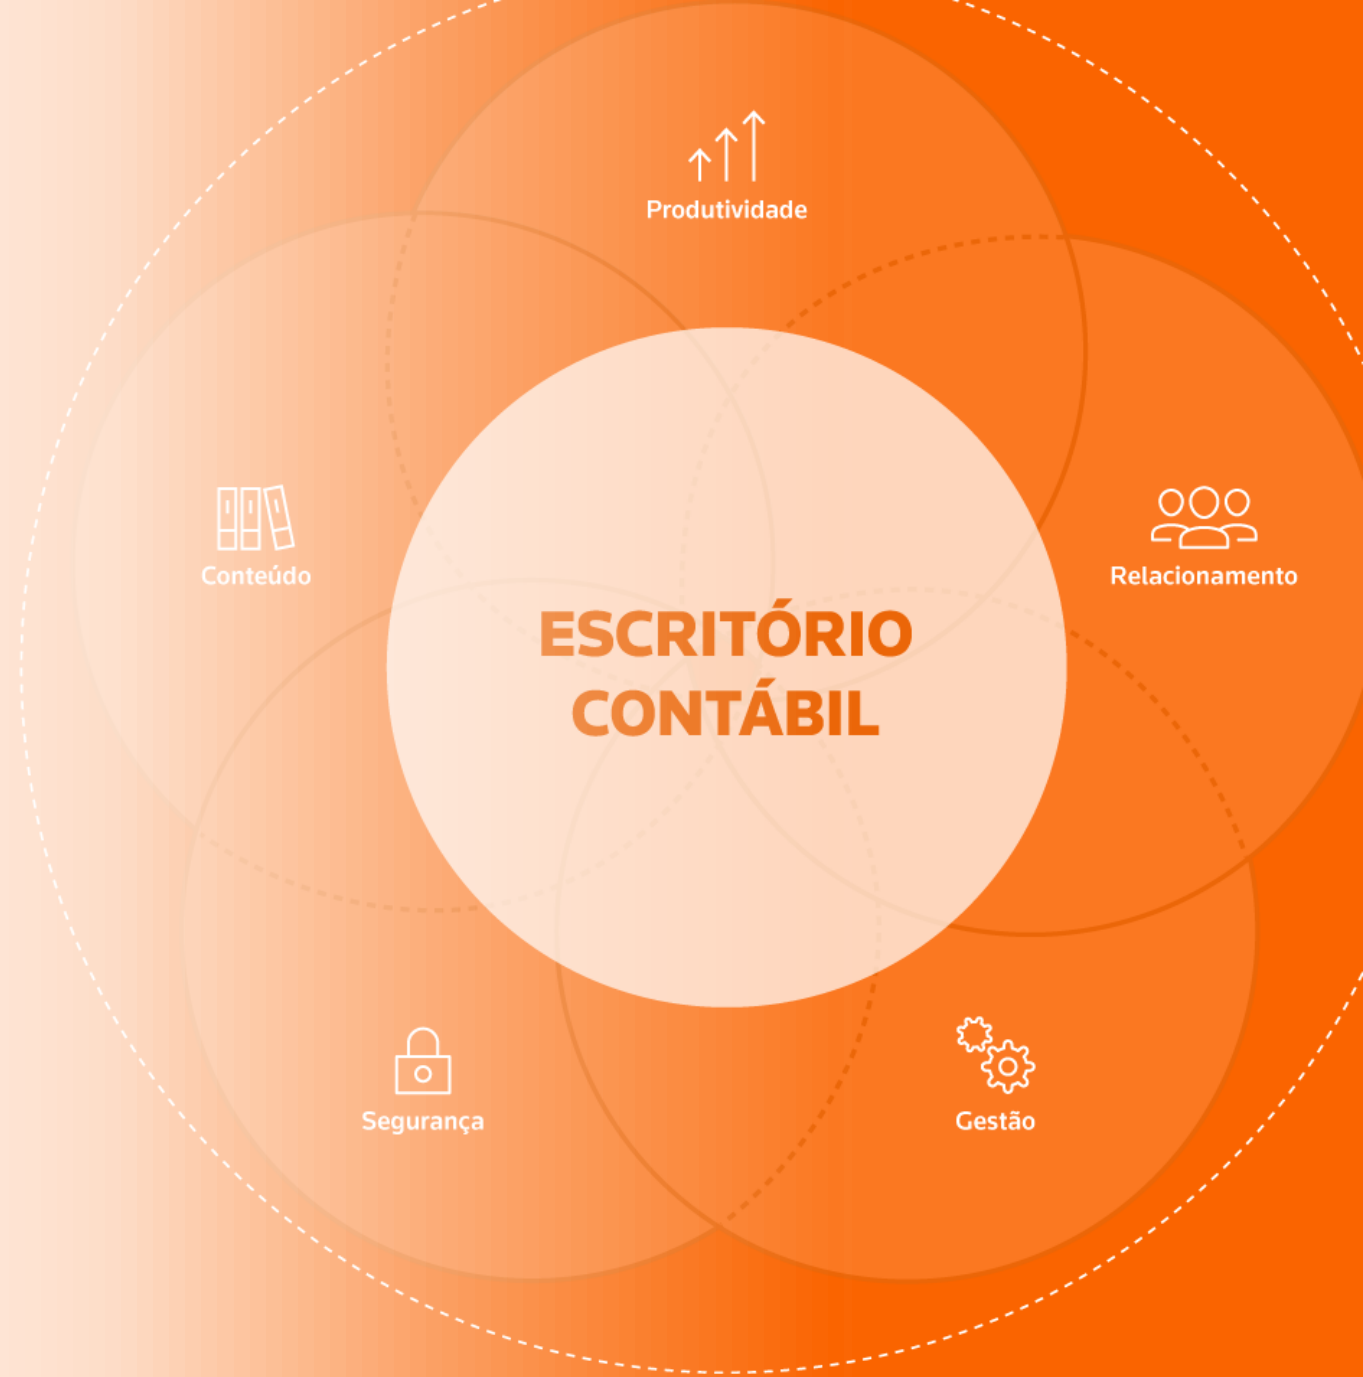 Produtividade
Conteúdo
Relacionamento
ESCRITÓRIO
CONTÁBIL
Segurança
Gestão